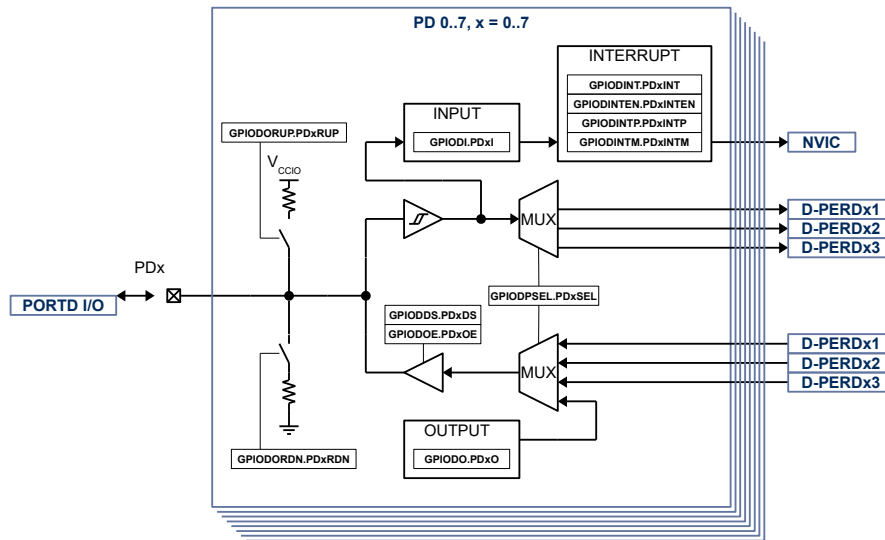 PD 0..7, x = 0..7
INTERRUPT
GPIODINT.PDxINT
GPIODINTEN.PDxINTEN
GPIODINTP.PDxINTP
GPIODINTM.PDxINTM
INPUT
GPIODI.PDxI
NVIC
GPIODORUP.PDxRUP
VCCIO
MUX
D-PERDx1
D-PERDx2
D-PERDx3
PDx
PORTD I/O
GPIODPSEL.PDxSEL
GPIODDS.PDxDS
GPIODOE.PDxOE
MUX
D-PERDx1
D-PERDx2
D-PERDx3
OUTPUT
GPIODO.PDxO
GPIODORDN.PDxRDN